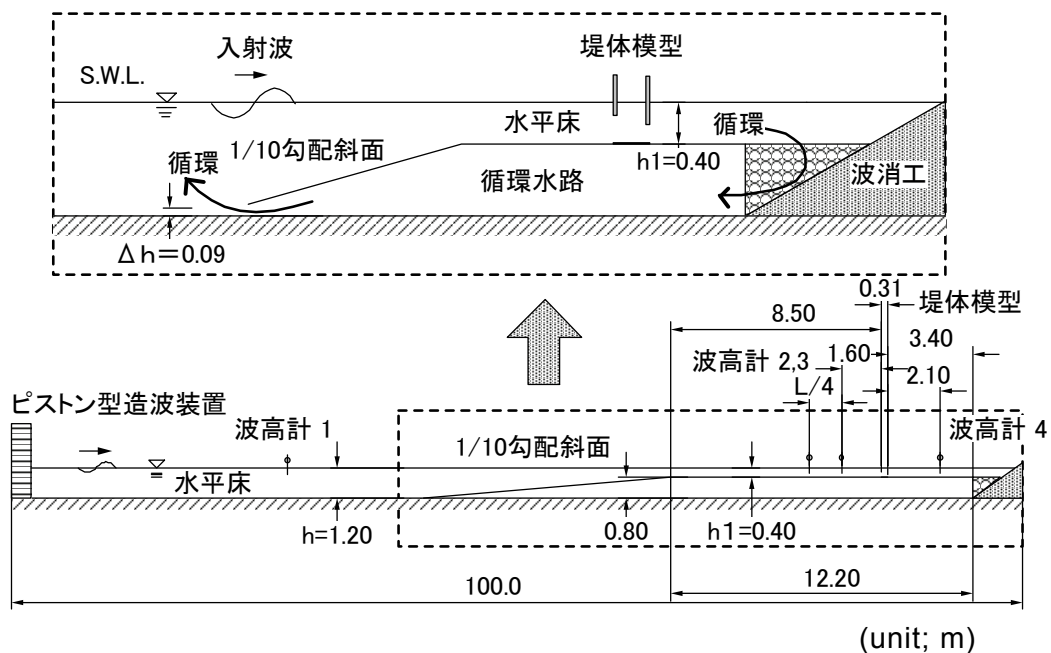 入射波
堤体模型
S.W.L.
水平床
循環
1/10勾配斜面
循環
h1=0.40
循環水路
波消工
Δh=0.09
0.31
堤体模型
8.50
3.40
波高計 2,3
1.60
2.10
L/4
ピストン型造波装置
波高計 1
1/10勾配斜面
波高計 4
水平床
h=1.20
0.80
h1=0.40
12.20
100.0
(unit; m)